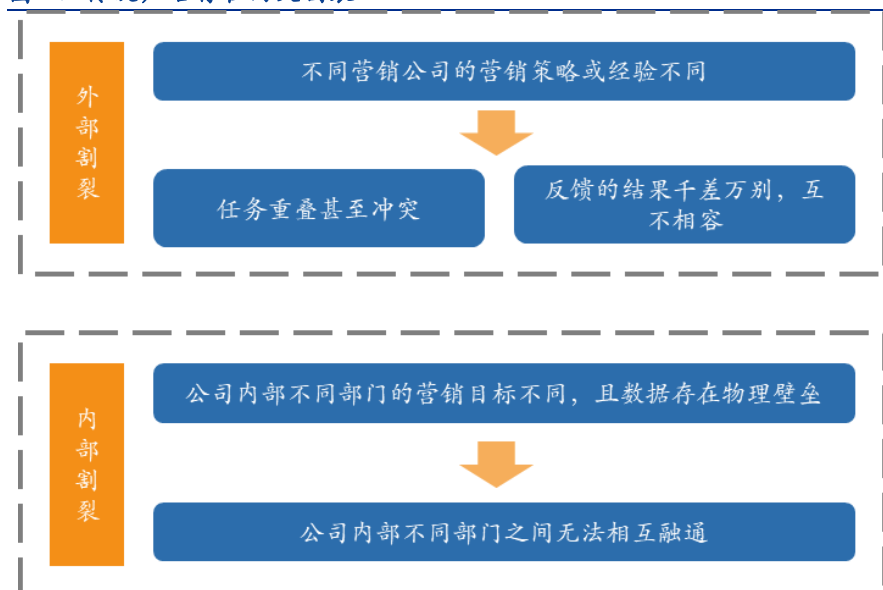 不同营销公司的营销策略或经验不同
外部割裂
任务重叠甚至冲突
反馈的结果千差万别，互
不相容
公司内部不同部门的营销目标不同，且数据存在物理壁垒
内部割裂
公司内部不同部门之间无法相互融通